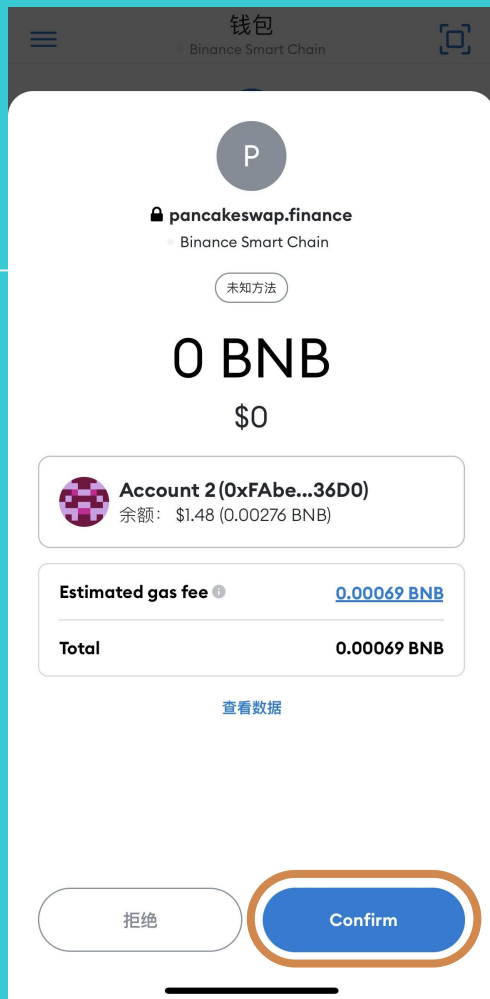 钱包
Binance Smart Chain
P
pancakeswap.finance
Binance Smart Chain
未知方法
0 BNB
$0
Account 2 (0xFAbe...36D0)
余额： $1.48 (0.00276 BNB)
Estimated gas fee 0.00069 BNB
Total 0.00069 BNB
查看数据
拒绝 Confirm